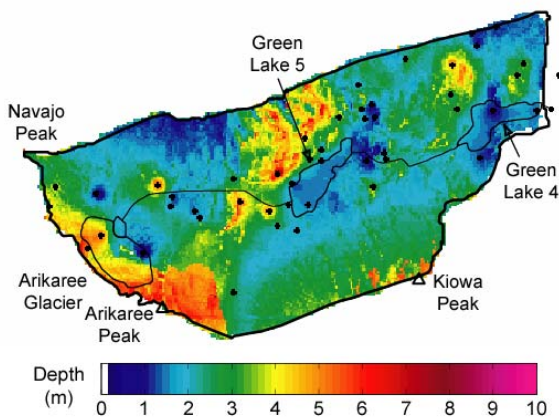 Green
Lake 5
Navajo
Peak
Green
Lake 4
Arikaree
Glacier
Arikaree
Peak
Kiowa
Peak
Depth
(m)
0 1 2 3 4 5 6 7 8 9 10